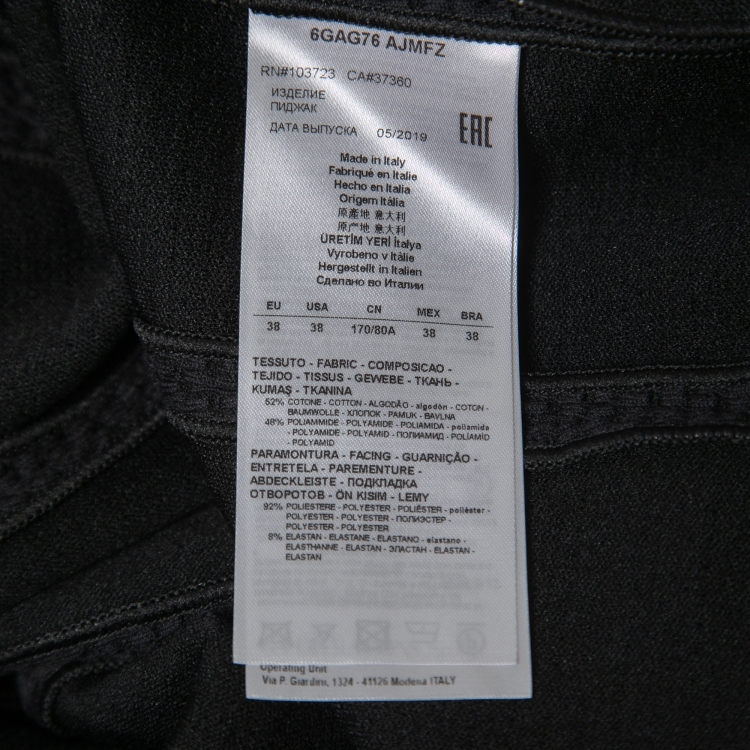 6GAG76 AJMFZ
RN#103723 CA#37360
ИЗДЕЛИЕ
ПИДЖАК
ДАТА ВЫПУСКА 05/2019
EAC
Made in Italy
Fabriqué en Italie
Hecho en Italia
Origem Itália
原產地 意大利
原产地 意大利
ÜRETİM YERİ İtalya
Vyrobeno v Itálie
Hergestellt in Italien
Сделано во Италии
EU USA CN MEX BRA
38 38 170/80A 38 38
TESSUTO - FABRIC - COMPOSICAO -
TEJIDO - TISSUS - GEWEBE - ТКАНЬ -
KUMAŞ - TKANINA
52% COTONE - COTTON - ALGODÃO - algodón - COTON -
BAUMWOLLE - ХЛОПОК - PAMUK - BAVLNA
48% POLIAMMIDE - POLYAMIDE - POLIAMIDA - poliamida
- POLYAMIDE - POLYAMID - ПОЛИАМИД - POLİAMİD
- POLYAMID
PARAMONTURA - FACING - GUARNIÇÃO -
ENTRETELA - PAREMENTURE -
ABDECKLEISTE - ПОДКЛАДКА
ОТВОРОТОВ - ÖN KISIM - LEMY
92% POLIESTERE - POLYESTER - POLIÉSTER - poliéster -
POLYESTER - POLYESTER - ПОЛИЭСТЕР -
POLYESTER - POLYESTER
8% ELASTAN - ELASTANE - ELASTANO - elastano -
ELASTHANNE - ELASTAN - ЭЛАСТАН - ELASTAN -
ELASTAN
Operating Unit
Via P. Giardini, 1324 - 41126 Modena ITALY